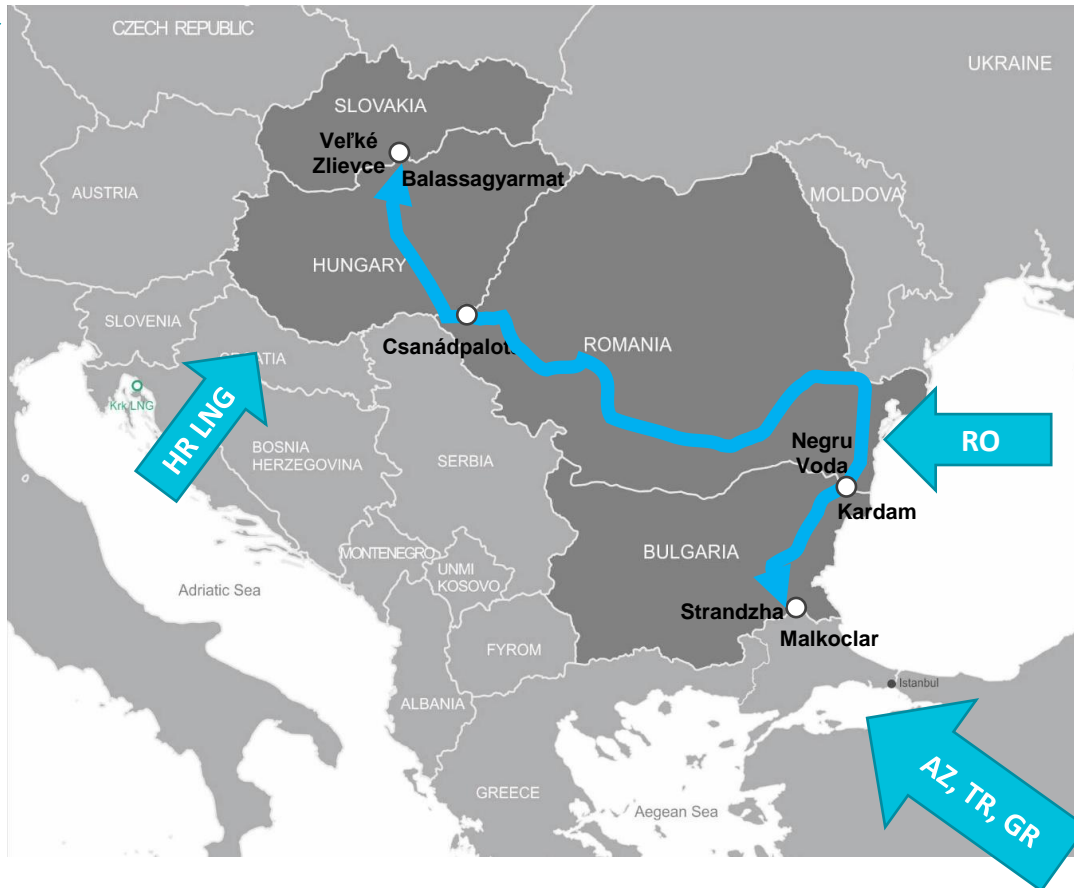 CZECH REPUBLIC
UKRAINE
SLOVAKIA
Veľké
Zlievce
Balassagyarmat
AUSTRIA
MOLDOVA
HUNGARY
SLOVENIA
CROATIA
Csanádpalota
ROMANIA
Krk LNG
HR LNG
BOSNIA
HERZEGOVINA
SERBIA
Negru
Voda
RO
Kardam
MONTENEGRO
UNMI
KOSOVO
BULGARIA
Adriatic Sea
Strandzha
Malkoclar
FYROM
Istanbul
ALBANIA
GREECE
Aegean Sea
AZ, TR, GR